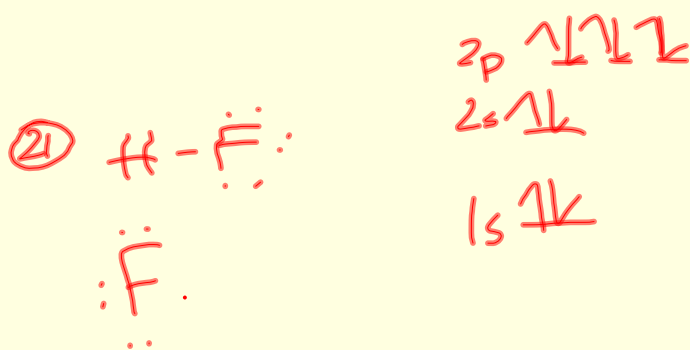 2p ↿⇂ ↿⇂ ↿⇂
2s ↿⇂
21 H - F
1s ↿⇂
F